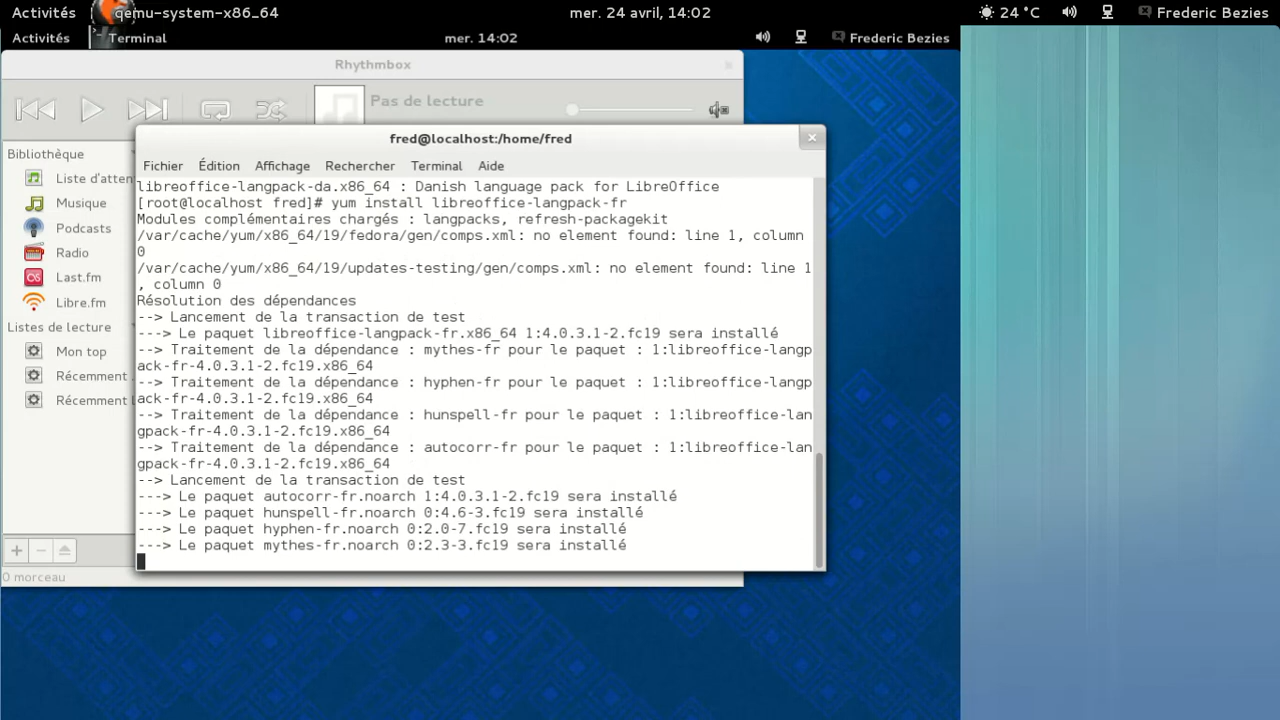 Activités
qemu-system-x86_64
mer. 24 avril, 14:02
24 °C
Frederic Bezies
Activités
Terminal
mer. 14:02
Frederic Bezies
Rhythmbox
Pas de lecture
Bibliothèque
Liste d'atten
Musique
Podcasts
Radio
Last.fm
Libre.fm
Listes de lecture
Mon top
Récemment
Récemment
0 morceau
fred@localhost:/home/fred
Fichier
Édition
Affichage
Rechercher
Terminal
Aide
libreoffice-langpack-da.x86_64 : Danish language pack for LibreOffice
[root@localhost fred]# yum install libreoffice-langpack-fr
Modules complémentaires chargés : langpacks, refresh-packagekit
/var/cache/yum/x86_64/19/fedora/gen/comps.xml: no element found: line 1, column
0
/var/cache/yum/x86_64/19/updates-testing/gen/comps.xml: no element found: line 1
, column 0
Résolution des dépendances
--> Lancement de la transaction de test
---> Le paquet libreoffice-langpack-fr.x86_64 1:4.0.3.1-2.fc19 sera installé
--> Traitement de la dépendance : mythes-fr pour le paquet : 1:libreoffice-langp
ack-fr-4.0.3.1-2.fc19.x86_64
--> Traitement de la dépendance : hyphen-fr pour le paquet : 1:libreoffice-langp
ack-fr-4.0.3.1-2.fc19.x86_64
--> Traitement de la dépendance : hunspell-fr pour le paquet : 1:libreoffice-lan
gpack-fr-4.0.3.1-2.fc19.x86_64
--> Traitement de la dépendance : autocorr-fr pour le paquet : 1:libreoffice-lan
gpack-fr-4.0.3.1-2.fc19.x86_64
--> Lancement de la transaction de test
---> Le paquet autocorr-fr.noarch 1:4.0.3.1-2.fc19 sera installé
---> Le paquet hunspell-fr.noarch 0:4.6-3.fc19 sera installé
---> Le paquet hyphen-fr.noarch 0:2.0-7.fc19 sera installé
---> Le paquet mythes-fr.noarch 0:2.3-3.fc19 sera installé